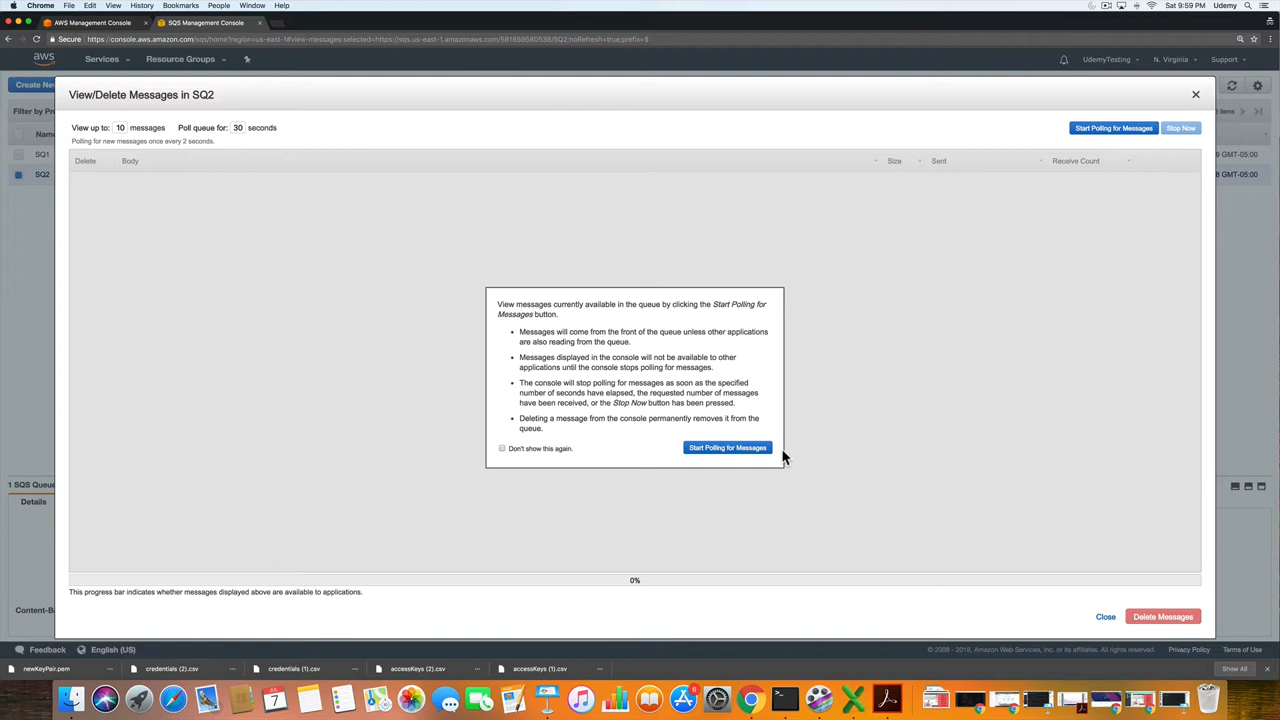 Chrome File Edit View History Bookmarks People Window Help
Sat 9:59 PM Udemy
AWS Management Console
SQS Management Console
Secure https://console.aws.amazon.com/sqs/home?region=us-east-1#view-messages:selected=https://sqs.us-east-1.amazonaws.com/581859580538/SQ2;noRefresh=true;prefix=$
aws Services Resource Groups UdemyTesting N. Virginia Support
Create New
View/Delete Messages in SQ2
Filter by Pr
View up to: 10 messages Poll queue for: 30 seconds
Start Polling for Messages Stop Now
Polling for new messages once every 2 seconds.
Delete Body Size Sent Receive Count
Nam
SQ1
9 GMT-05:00
SQ2
8 GMT-05:00
View messages currently available in the queue by clicking the Start Polling for
Messages button.
• Messages will come from the front of the queue unless other applications
are also reading from the queue.
• Messages displayed in the console will not be available to other
applications until the console stops polling for messages.
• The console will stop polling for messages as soon as the specified
number of seconds have elapsed, the requested number of messages
have been received, or the Stop Now button has been pressed.
• Deleting a message from the console permanently removes it from the
queue.
Don't show this again.
Start Polling for Messages
1 SQS Queue
Details
0%
This progress bar indicates whether messages displayed above are available to applications.
Content-Ba
Close Delete Messages
Feedback English (US)
© 2008 - 2018, Amazon Web Services, Inc. or its affiliates. All rights reserved. Privacy Policy Terms of Use
newKeyPair.pem
credentials (2).csv
credentials (1).csv
accessKeys (2).csv
accessKeys (1).csv
Show All
7
6